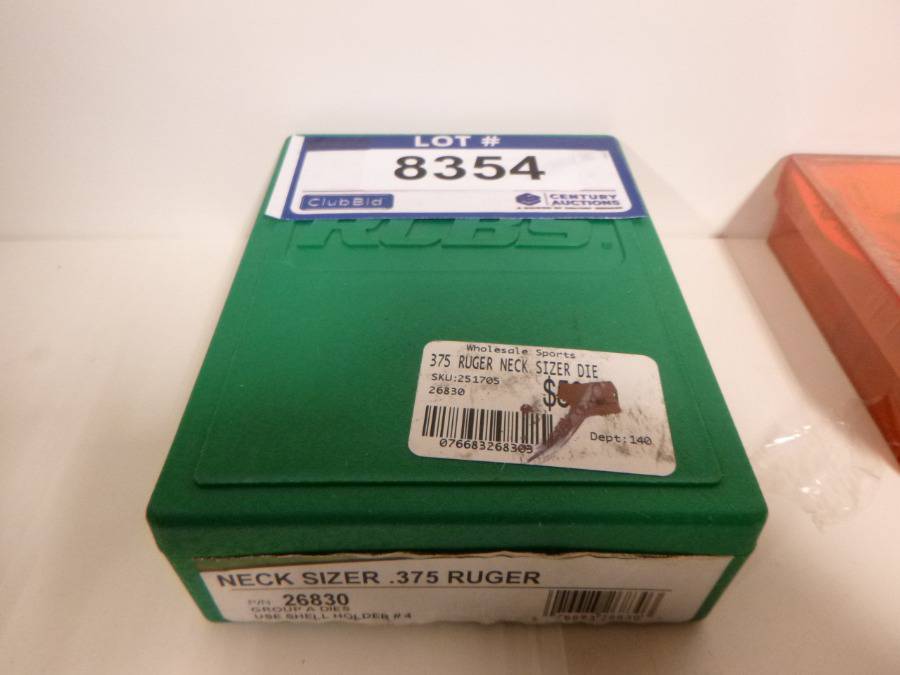 LOT #
8354
ClubBid
CENTURY
AUCTIONS
RCBS
Wholesale Sports
375 RUGER NECK SIZER DIE
SKU:251705
26830
Dept:140
076683268303
NECK SIZER .375 RUGER
P/N 26830
GROUP A DIES
USE SHELL HOLDER #4